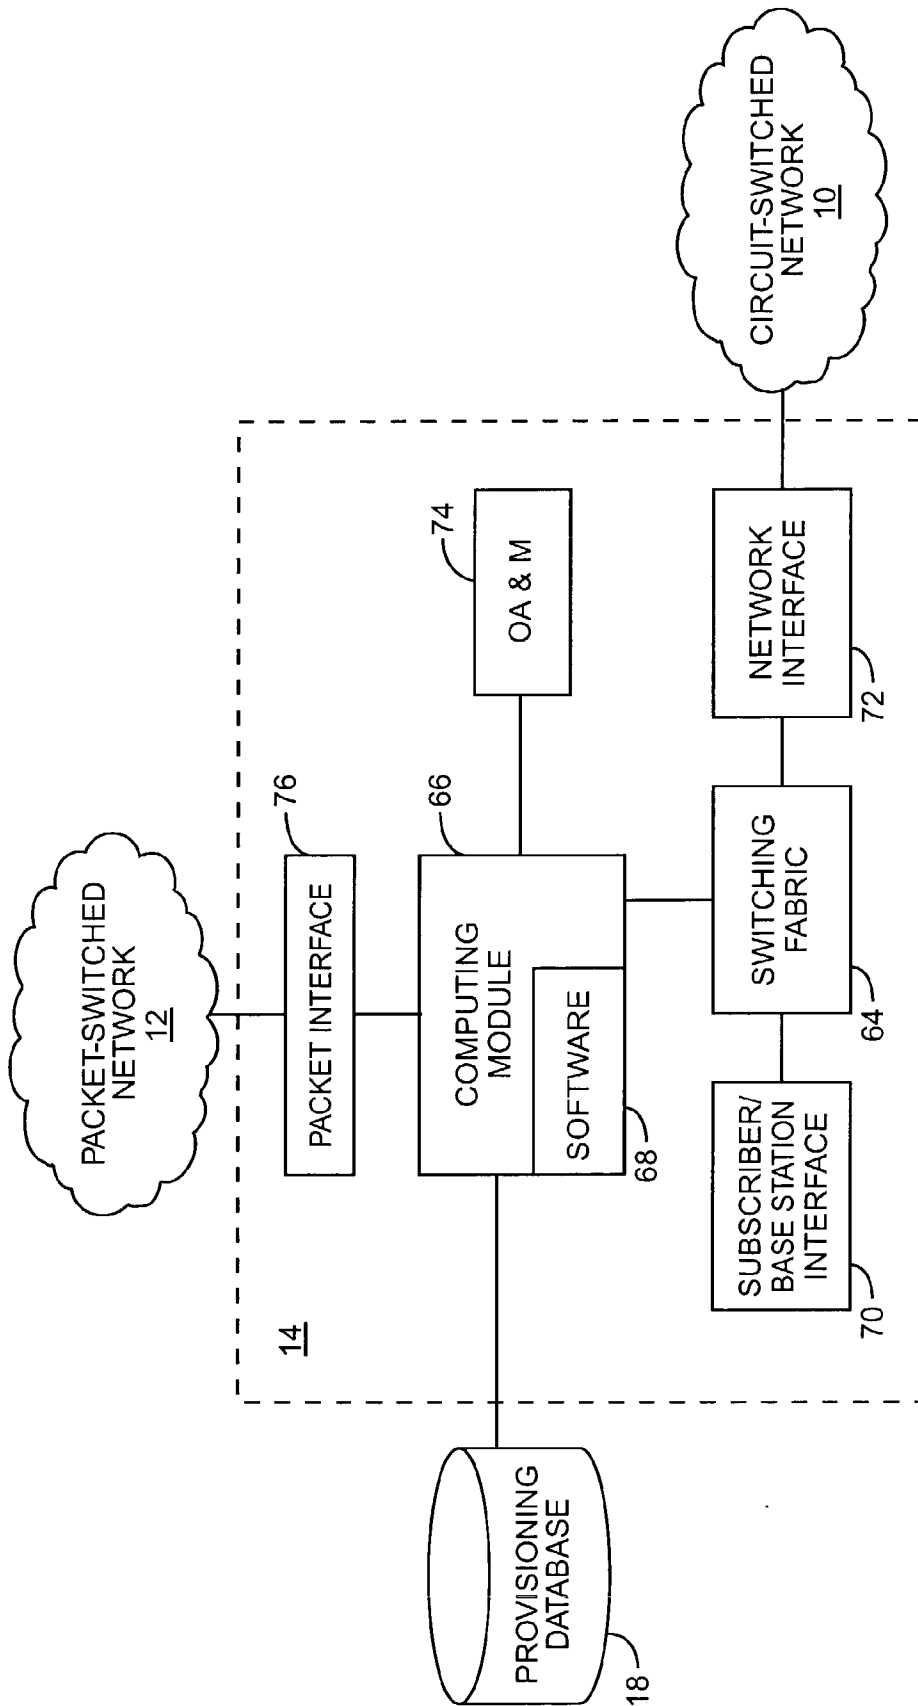 PACKET-SWITCHED
NETWORK
12
14
76
PACKET INTERFACE
66
COMPUTING
MODULE
SOFTWARE
68
74
OA & M
PROVISIONING
DATABASE
18
SUBSCRIBER/
BASE STATION
INTERFACE
70
SWITCHING
FABRIC
64
NETWORK
INTERFACE
72
CIRCUIT-SWITCHED
NETWORK
10